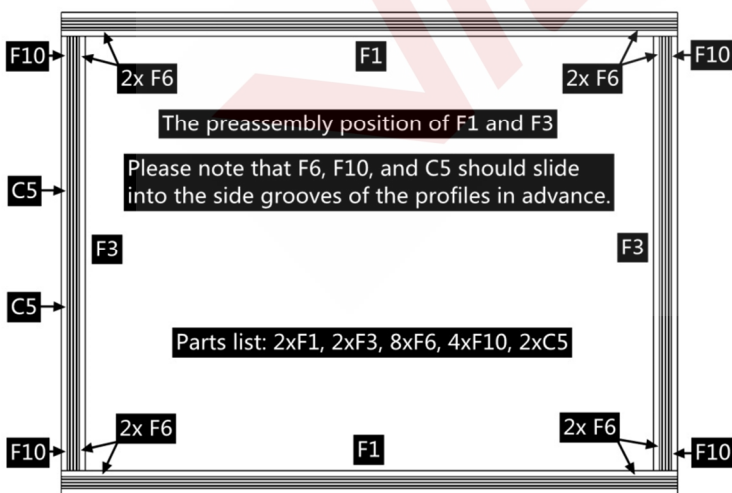 F10
F1
F10
2x F6
2x F6
The preassembly position of F1 and F3
Please note that F6, F10, and C5 should slide
into the side grooves of the profiles in advance.
C5
F3
F3
C5
Parts list: 2xF1, 2xF3, 8xF6, 4xF10, 2xC5
2x F6
2x F6
F10
F1
F10